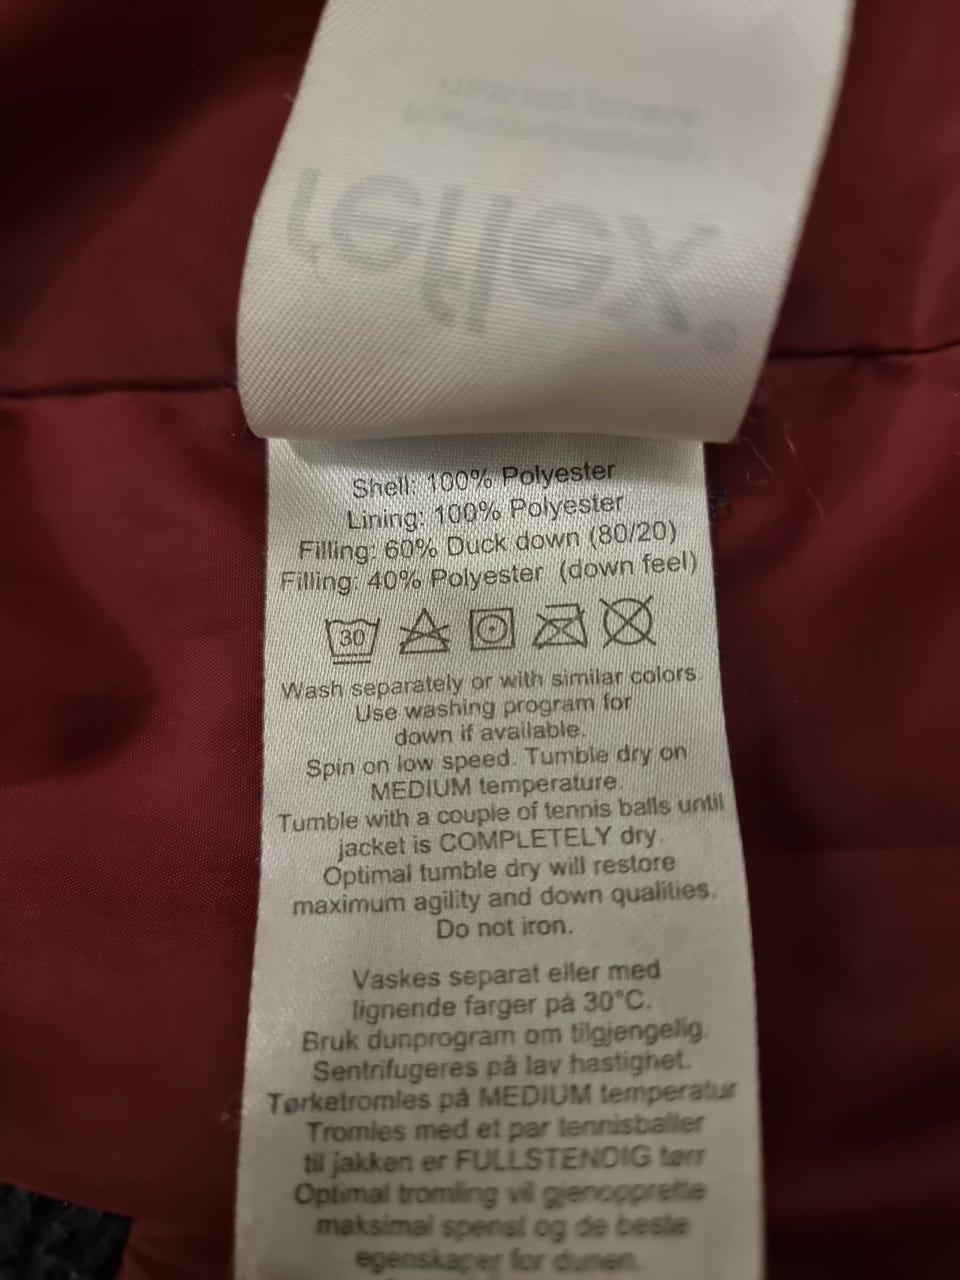 reflex.
Shell: 100% Polyester
Lining: 100% Polyester
Filling: 60% Duck down (80/20)
Filling: 40% Polyester (down feel)
30
Wash separately or with similar colors.
Use washing program for
down if available.
Spin on low speed. Tumble dry on
MEDIUM temperature.
Tumble with a couple of tennis balls until
jacket is COMPLETELY dry.
Optimal tumble dry will restore
maximum agility and down qualities.
Do not iron.
Vaskes separat eller med
lignende farger på 30°C.
Bruk dunprogram om tilgjengelig.
Sentrifugeres på lav hastighet.
Tørketromles på MEDIUM temperatur
Tromles med et par tennisballer
til jakken er FULLSTENDIG tørr
Optimal tromling vil gjenopprette
maksimal spenst og de beste
egenskaper for dunen.